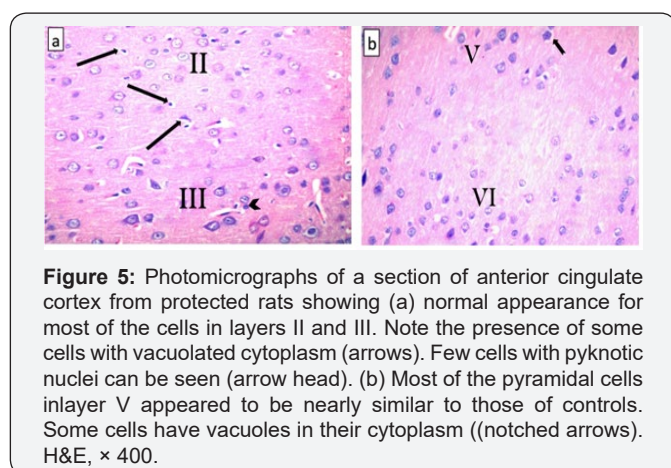 a
II
III
b
V
VI
Figure 5: Photomicrographs of a section of anterior cingulate
cortex from protected rats showing (a) normal appearance for
most of the cells in layers II and III. Note the presence of some
cells with vacuolated cytoplasm (arrows). Few cells with pyknotic
nuclei can be seen (arrow head). (b) Most of the pyramidal cells
inlayer V appeared to be nearly similar to those of controls.
Some cells have vacuoles in their cytoplasm ((notched arrows).
H&E, × 400.